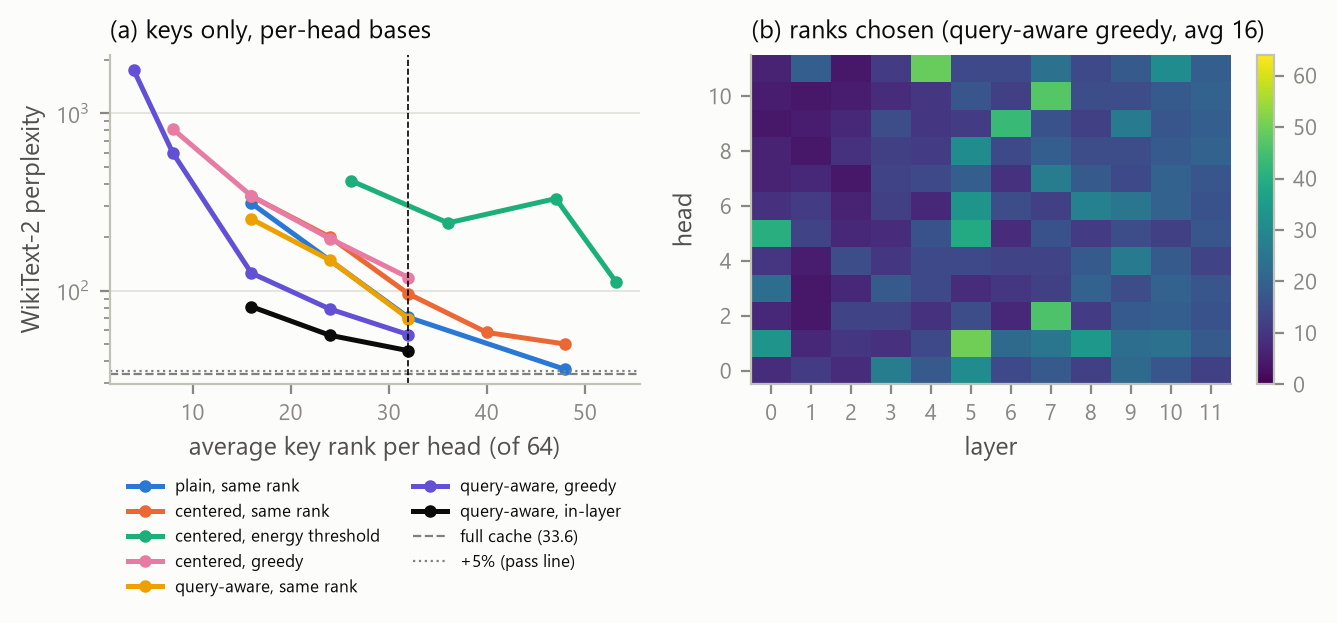 (a) keys only, per-head bases
WikiText-2 perplexity
10³
10²
10 20 30 40 50
average key rank per head (of 64)
plain, same rank
centered, same rank
centered, energy threshold
centered, greedy
query-aware, same rank
query-aware, greedy
query-aware, in-layer
full cache (33.6)
+5% (pass line)
(b) ranks chosen (query-aware greedy, avg 16)
head
10
8
6
4
2
0
0 1 2 3 4 5 6 7 8 9 10 11
layer
60
50
40
30
20
10
0